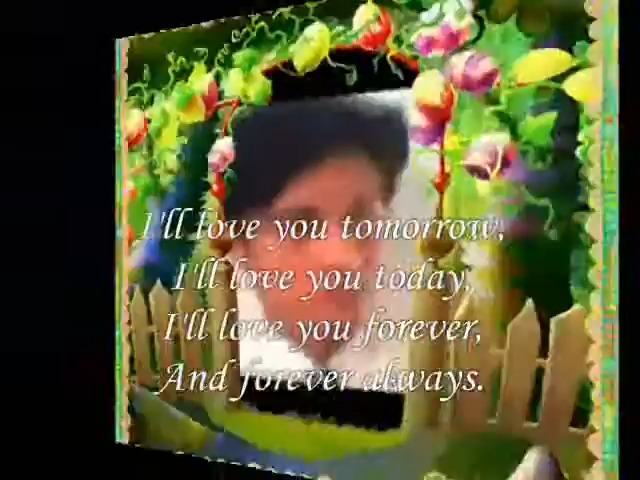 I'll love you tomorrow,
I'll love you today,
I'll love you forever,
And forever always.